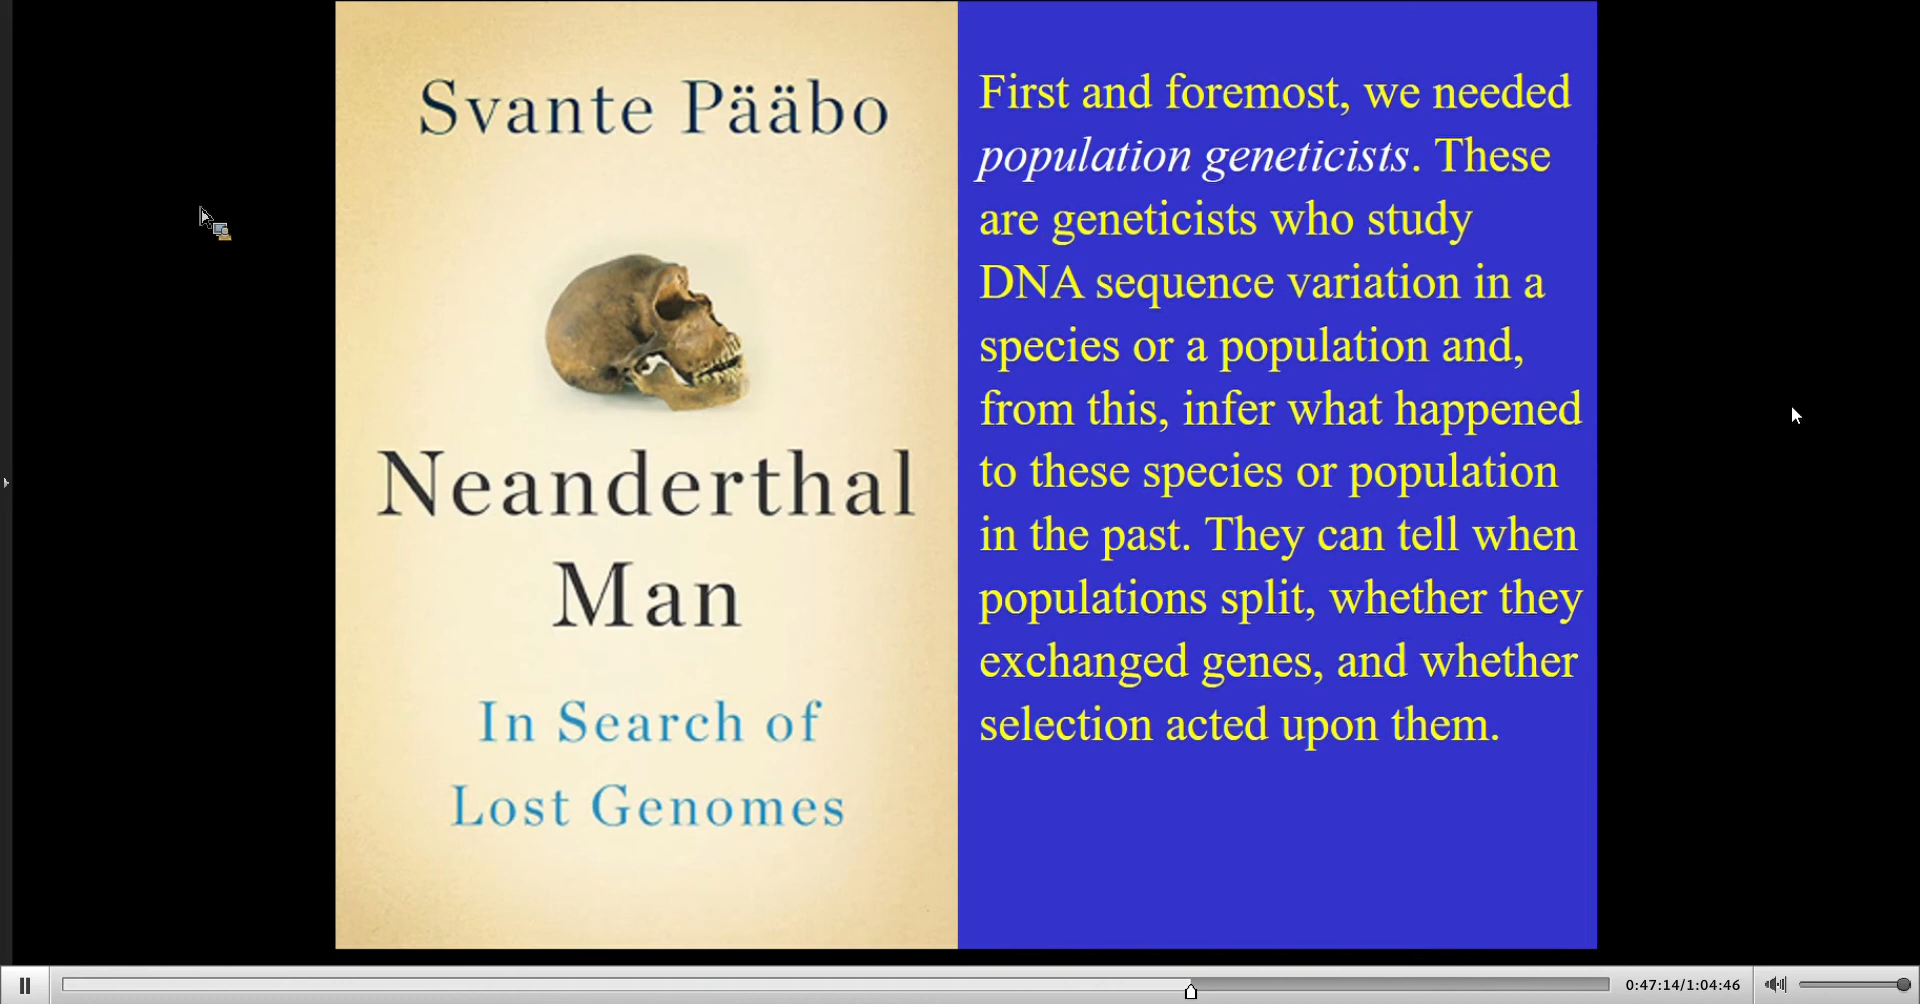 Svante Pääbo
Neanderthal
Man
In Search of
Lost Genomes
First and foremost, we needed
population geneticists. These
are geneticists who study
DNA sequence variation in a
species or a population and,
from this, infer what happened
to these species or population
in the past. They can tell when
populations split, whether they
exchanged genes, and whether
selection acted upon them.
0:47:14/1:04:46